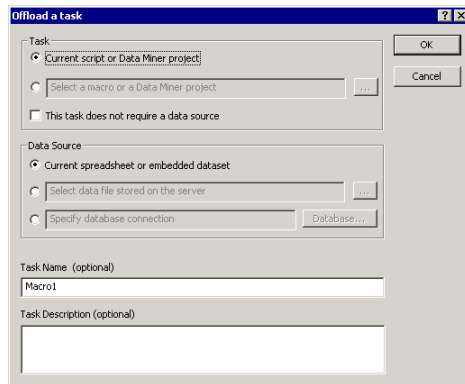 Offload a task
Task
Current script or Data Miner project
Select a macro or a Data Miner project
...
This task does not require a data source
OK
Cancel
Data Source
Current spreadsheet or embedded dataset
Select data file stored on the server
...
Specify database connection
Database...
Task Name (optional)
Macro1
Task Description (optional)